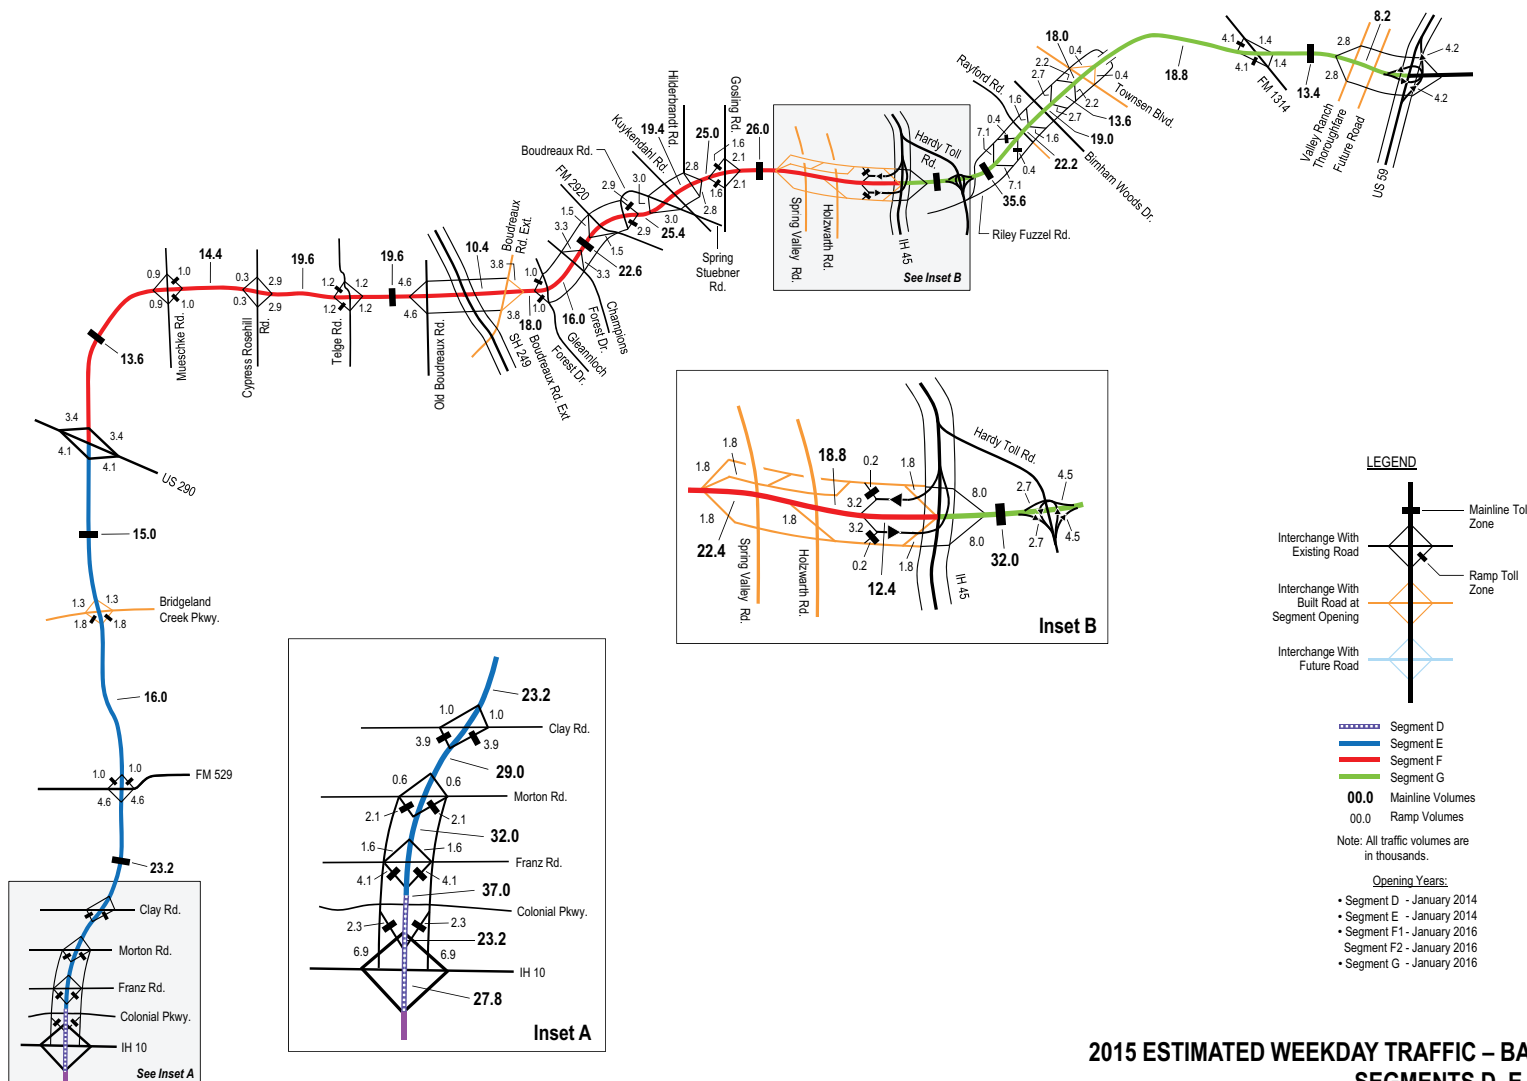 8.2
18.0
0.4
4.1
1.4
2.8
4.2
2.2
2.7
18.8
Rayford Rd.
0.4
Townsen Blvd.
4.1
FM 1314
1.4
13.4
2.8
4.2
Valley Ranch
Thoroughfare
Future Road
US 59
Hilderbrndt Rd.
Gosling Rd.
19.4
25.0
26.0
Kuykendahl Rd.
1.6
2.1
2.8
2.1
1.6
2.8
Boudreaux Rd.
FM 2920
3.0
2.9
3.0
2.9
25.4
Spring
Stuebner
Rd.
Hardy Toll
Rd.
Spring Valley Rd.
Holzwarth Rd.
IH 45
See Inset B
1.6
0.4
7.1
2.2
2.7
13.6
19.0
1.6
22.2
0.4
7.1
35.6
Birnham Woods Dr.
Riley Fuzzel Rd.
1.5
3.3
1.5
3.3
22.6
Boudreaux
Rd. Ext.
10.4
3.8
3.8
1.0
1.0
16.0
18.0
Champions
Forest Dr.
Gleannloch
Forest Dr.
Boudreaux Rd. Ext
SH 249
0.9
1.0
14.4
0.3
2.9
19.6
1.2
1.2
19.6
4.6
0.9
1.0
0.3
2.9
1.2
1.2
4.6
Mueschke Rd.
Cypress Rosehill
Rd.
Telge Rd.
Old Boudreaux Rd.
13.6
3.4
3.4
4.1
4.1
US 290
15.0
1.3
1.3
Bridgeland
Creek Pkwy.
1.8
1.8
16.0
1.0
1.0
FM 529
4.6
4.6
23.2
Clay Rd.
Morton Rd.
Franz Rd.
Colonial Pkwy.
IH 10
See Inset A
23.2
1.0
1.0
Clay Rd.
3.9
3.9
29.0
0.6
0.6
Morton Rd.
2.1
2.1
32.0
1.6
1.6
Franz Rd.
4.1
4.1
37.0
Colonial Pkwy.
2.3
2.3
23.2
6.9
6.9
IH 10
27.8
Inset A
1.8
1.8
18.8
0.2
1.8
Hardy Toll Rd.
8.0
2.7
4.5
3.2
3.2
1.8
22.4
1.8
0.2
1.8
12.4
8.0
32.0
2.7
4.5
Spring Valley Rd.
Holzwarth Rd.
IH 45
Inset B
LEGEND
Mainline Tol
Zone
Interchange With
Existing Road
Ramp Toll
Zone
Interchange With
Built Road at
Segment Opening
Interchange With
Future Road
Segment D
Segment E
Segment F
Segment G
00.0 Mainline Volumes
00.0 Ramp Volumes
Note: All traffic volumes are
in thousands.
Opening Years:
• Segment D - January 2014
• Segment E - January 2014
• Segment F1 - January 2016
Segment F2 - January 2016
• Segment G - January 2016
2015 ESTIMATED WEEKDAY TRAFFIC – BA
SEGMENTS D, E